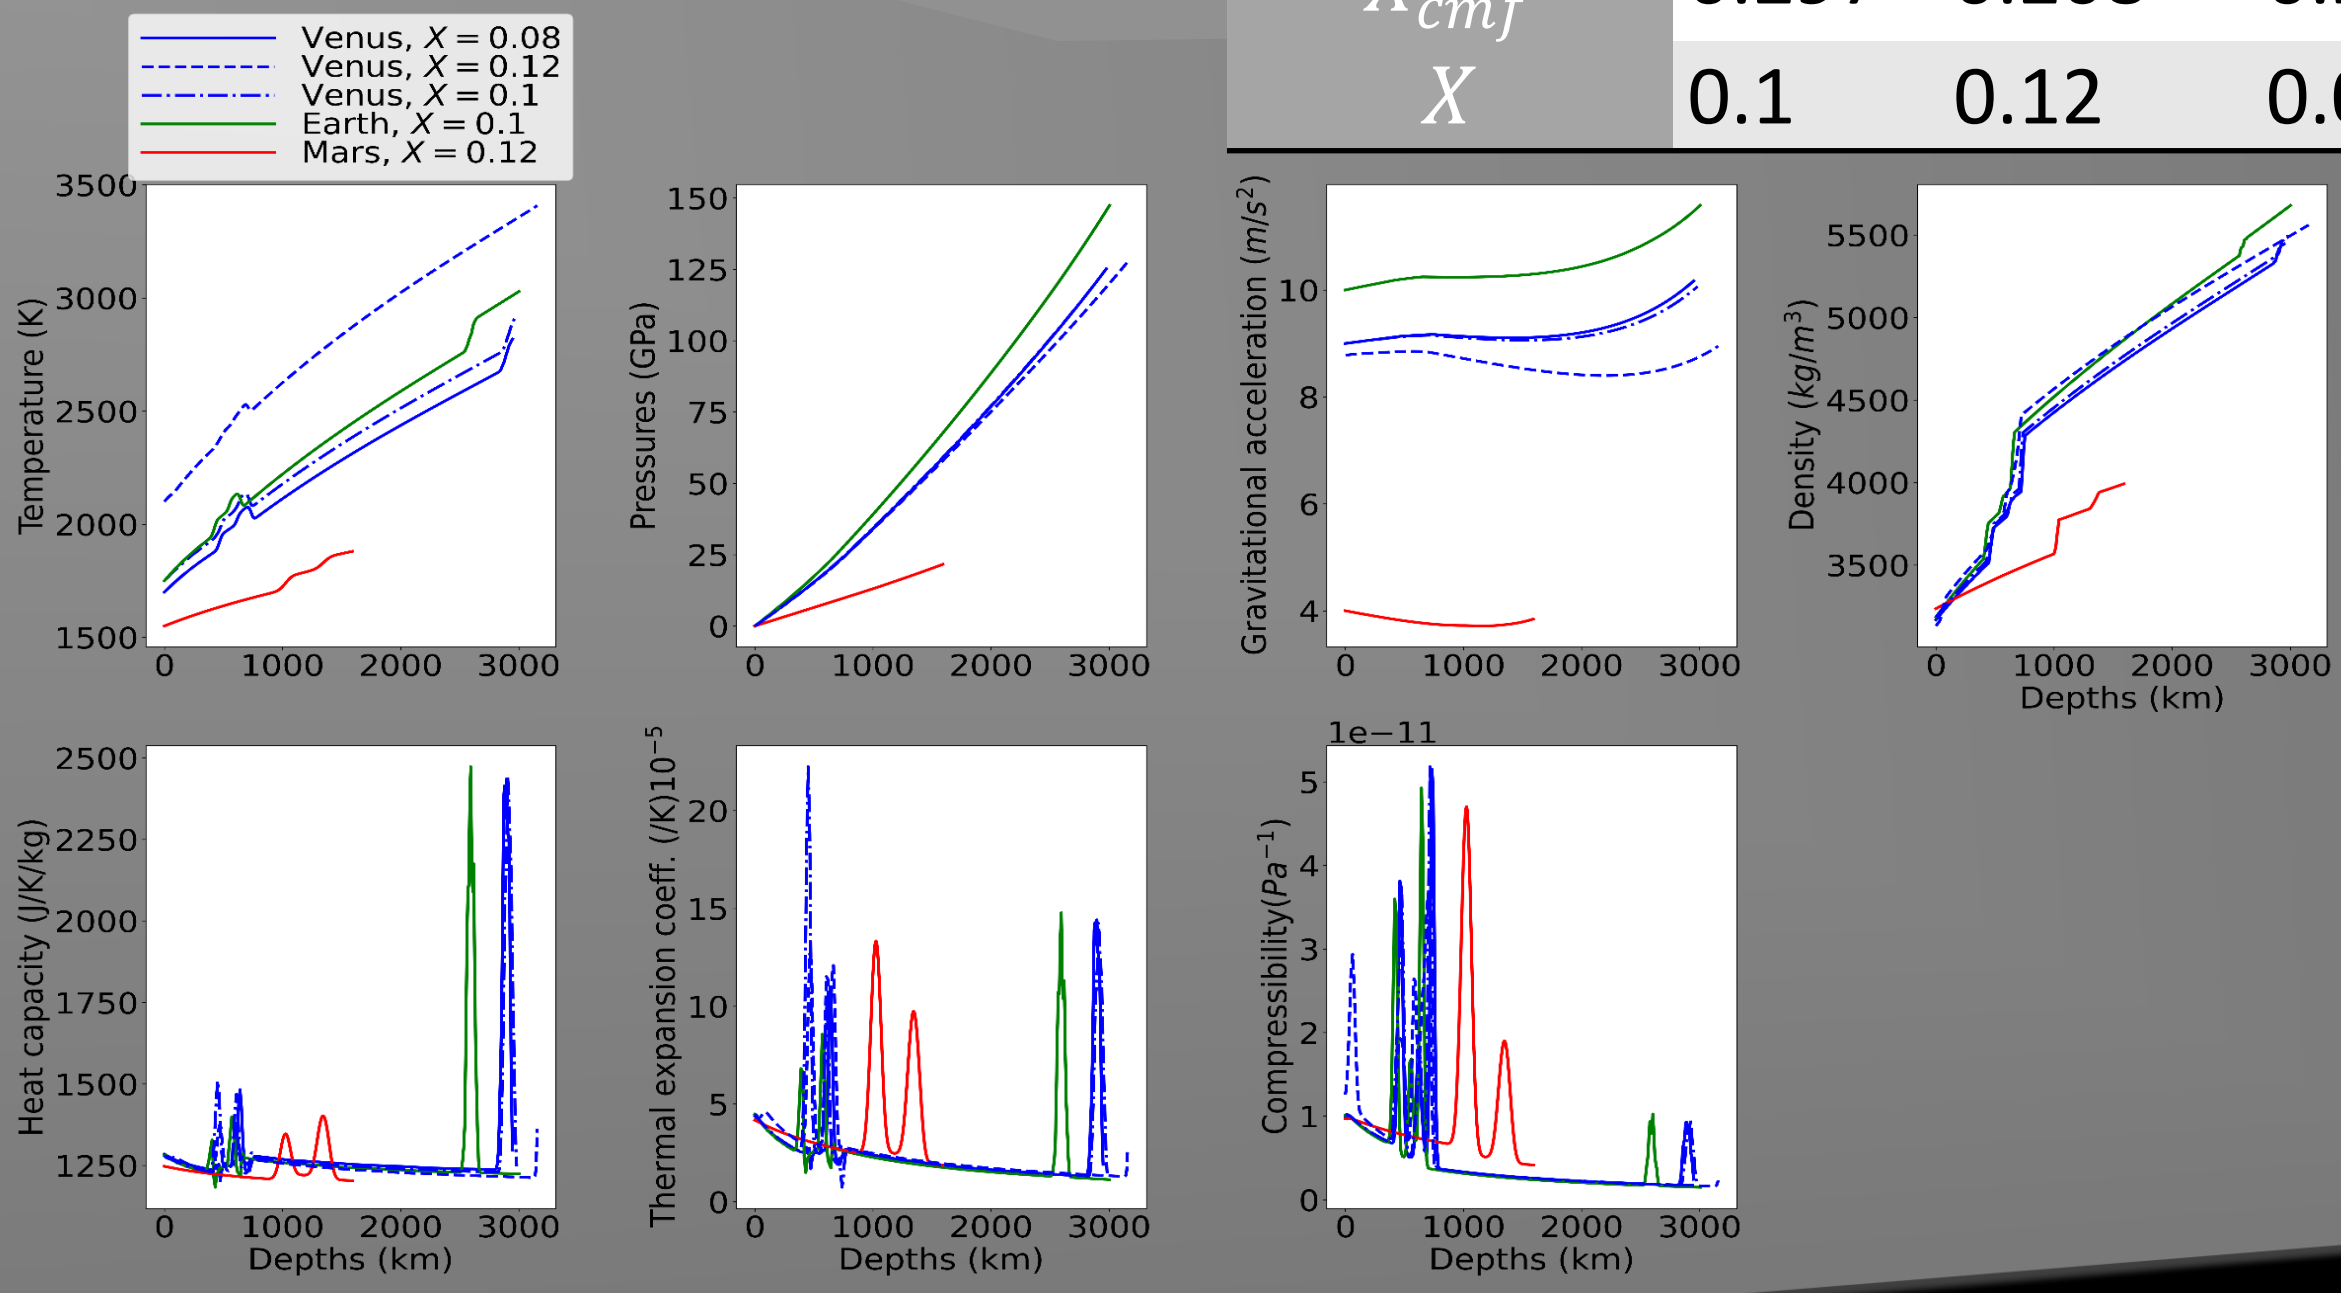 X_cmf
X 0.1 0.12
Venus, X = 0.08
Venus, X = 0.12
Venus, X = 0.1
Earth, X = 0.1
Mars, X = 0.12
Temperature (K)
3500
3000
2500
2000
1500
0 1000 2000 3000
Pressures (GPa)
150
125
100
75
50
25
0
0 1000 2000 3000
Gravitational acceleration (m/s²)
10
8
6
4
0 1000 2000 3000
Density (kg/m³)
5500
5000
4500
4000
3500
0 1000 2000 3000
Depths (km)
Heat capacity (J/K/kg)
2500
2250
2000
1750
1500
1250
0 1000 2000 3000
Depths (km)
Thermal expansion coeff. (/K)10⁻⁵
20
15
10
5
0
0 1000 2000 3000
Depths (km)
1e−11
Compressibility(Pa⁻¹)
5
4
3
2
1
0
0 1000 2000 3000
Depths (km)